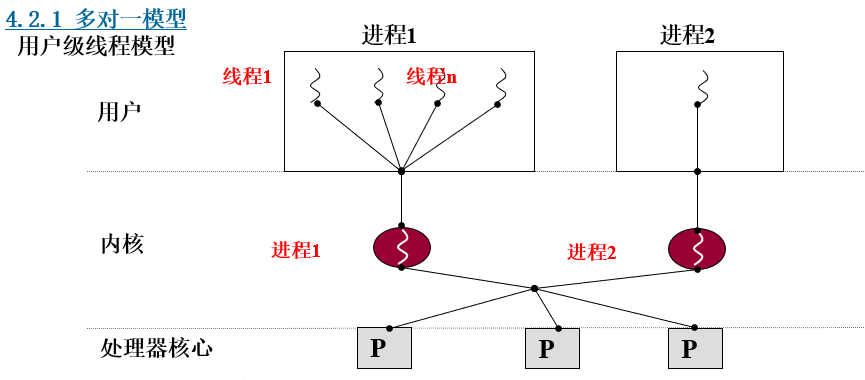 4.2.1 多对一模型
用户级线程模型
进程1
进程2
线程1
线程n
用户
内核
进程1
进程2
处理器核心
P
P
P